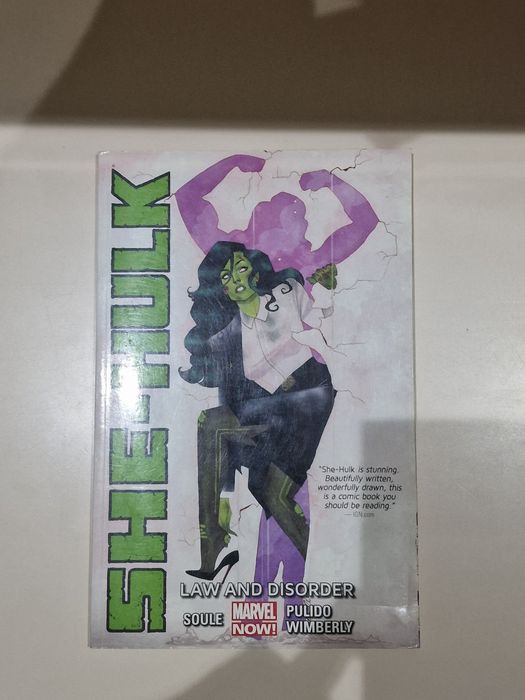 SHE-HULK
"She-Hulk is stunning.
Beautifully written,
wonderfully drawn, this
is a comic book you
should be reading."
— IGN.com
LAW AND DISORDER
SOULE
MARVEL
NOW!
PULIDO
WIMBERLY